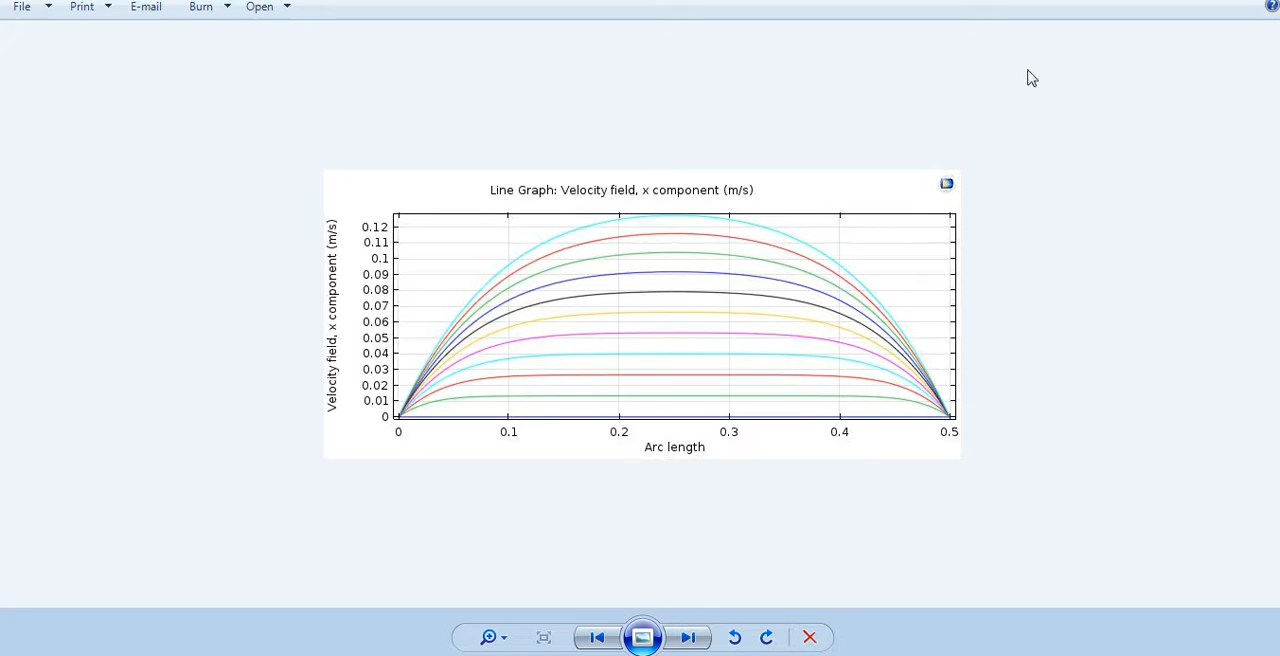 File Print E-mail Burn Open
Line Graph: Velocity field, x component (m/s)
Velocity field, x component (m/s)
0.12
0.11
0.1
0.09
0.08
0.07
0.06
0.05
0.04
0.03
0.02
0.01
0
0 0.1 0.2 0.3 0.4 0.5
Arc length